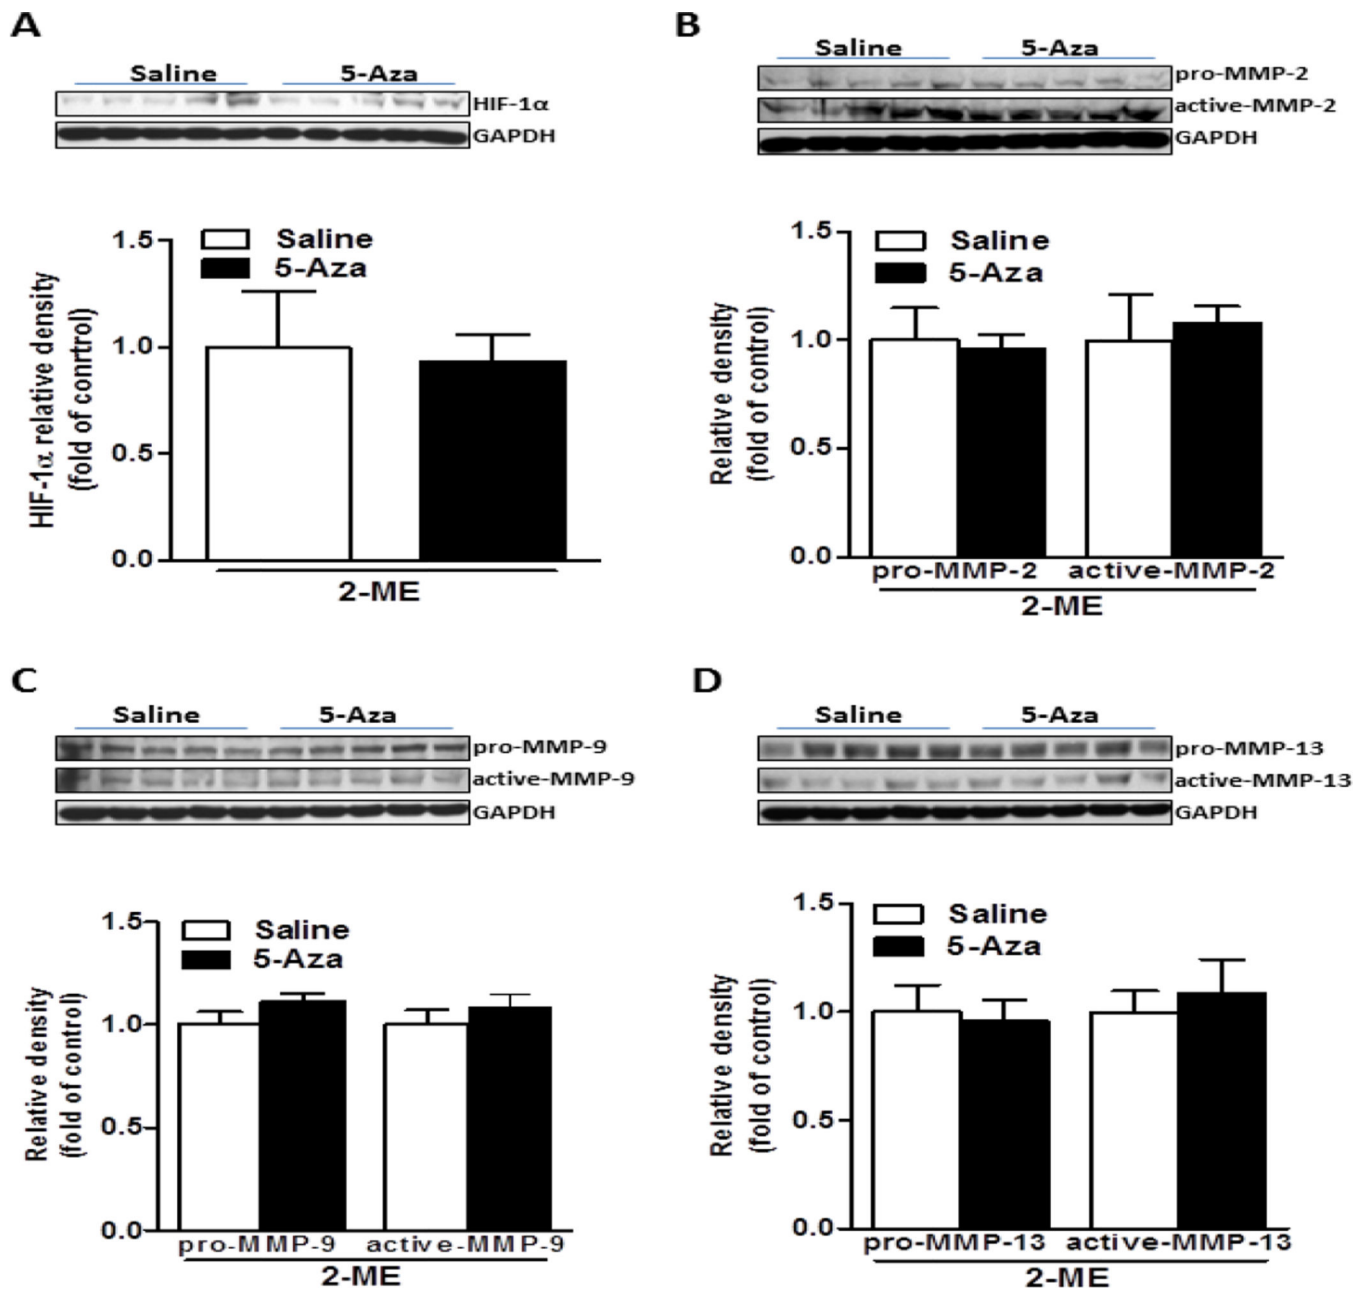 A
Saline 5-Aza
HIF-1α
GAPDH
1.5
1.0
0.5
0.0
HIF-1α relative density
(fold of conrtrol)
Saline
5-Aza
2-ME
B
Saline 5-Aza
pro-MMP-2
active-MMP-2
GAPDH
1.5
1.0
0.5
0.0
Relative density
(fold of control)
Saline
5-Aza
pro-MMP-2 active-MMP-2
2-ME
C
Saline 5-Aza
pro-MMP-9
active-MMP-9
GAPDH
1.5
1.0
0.5
0.0
Relative density
(fold of control)
Saline
5-Aza
pro-MMP-9 active-MMP-9
2-ME
D
Saline 5-Aza
pro-MMP-13
active-MMP-13
GAPDH
1.5
1.0
0.5
0.0
Relative density
(fold of control)
Saline
5-Aza
pro-MMP-13 active-MMP-13
2-ME